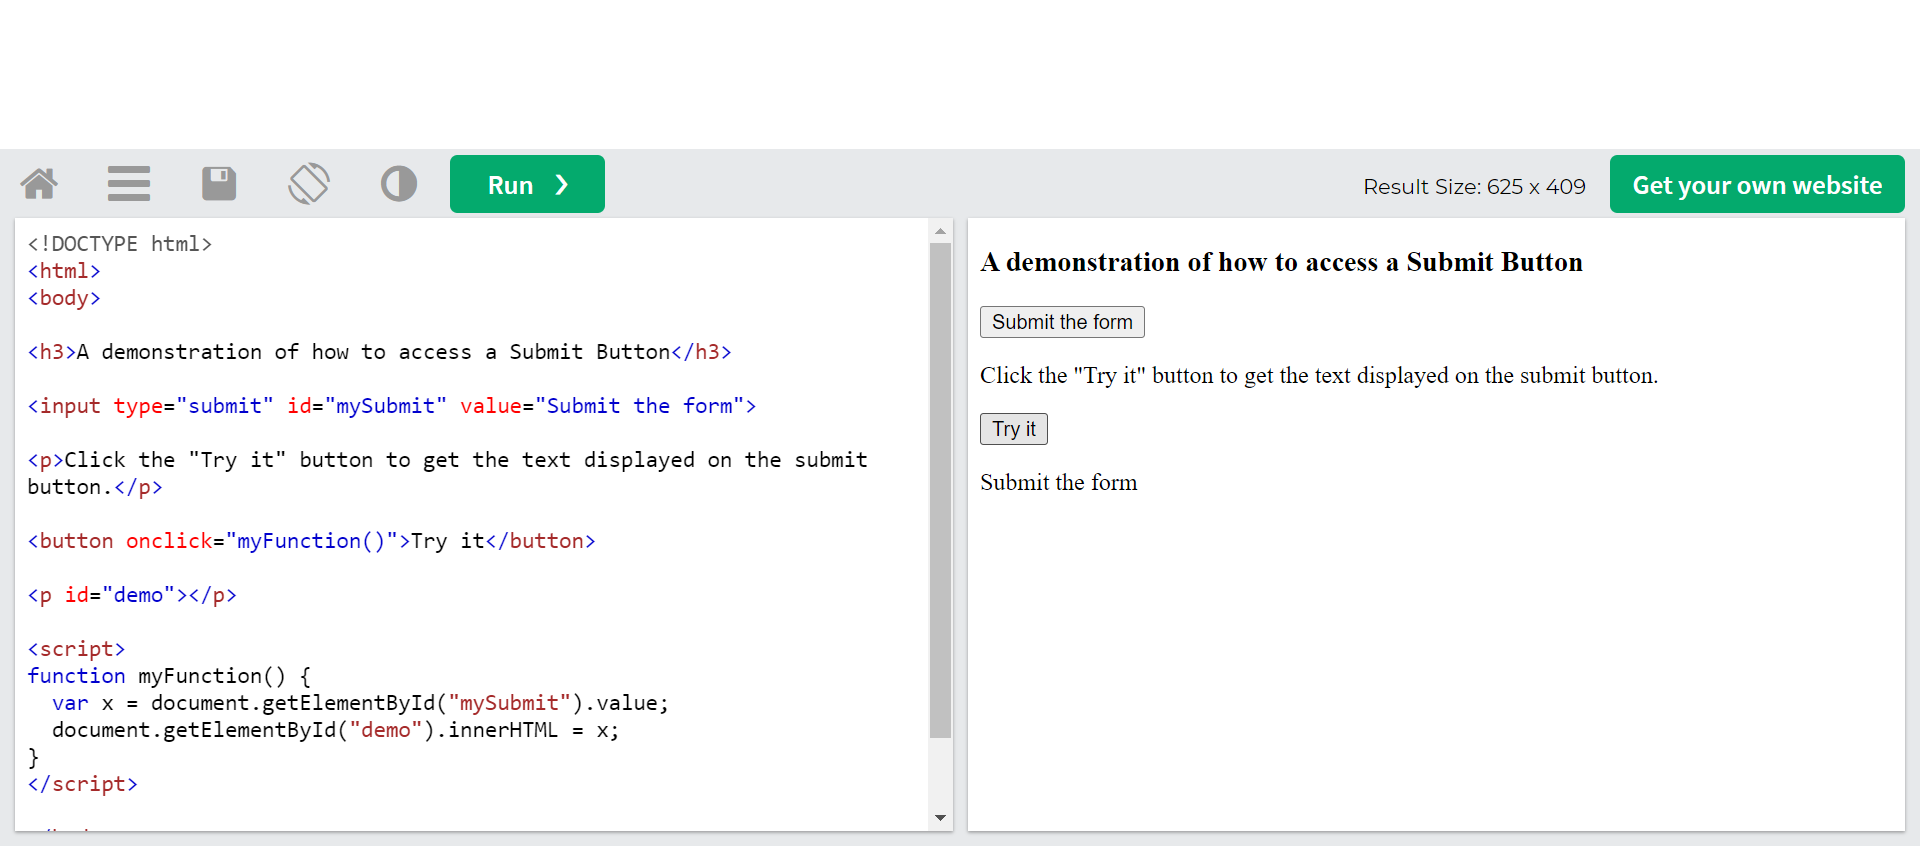 Run ❯
Result Size: 625 x 409
Get your own website
<!DOCTYPE html>
<html>
<body>
<h3>A demonstration of how to access a Submit Button</h3>
<input type="submit" id="mySubmit" value="Submit the form">
<p>Click the "Try it" button to get the text displayed on the submit
button.</p>
<button onclick="myFunction()">Try it</button>
<p id="demo"></p>
<script>
function myFunction() {
  var x = document.getElementById("mySubmit").value;
  document.getElementById("demo").innerHTML = x;
}
</script>
A demonstration of how to access a Submit Button
Submit the form
Click the "Try it" button to get the text displayed on the submit button.
Try it
Submit the form